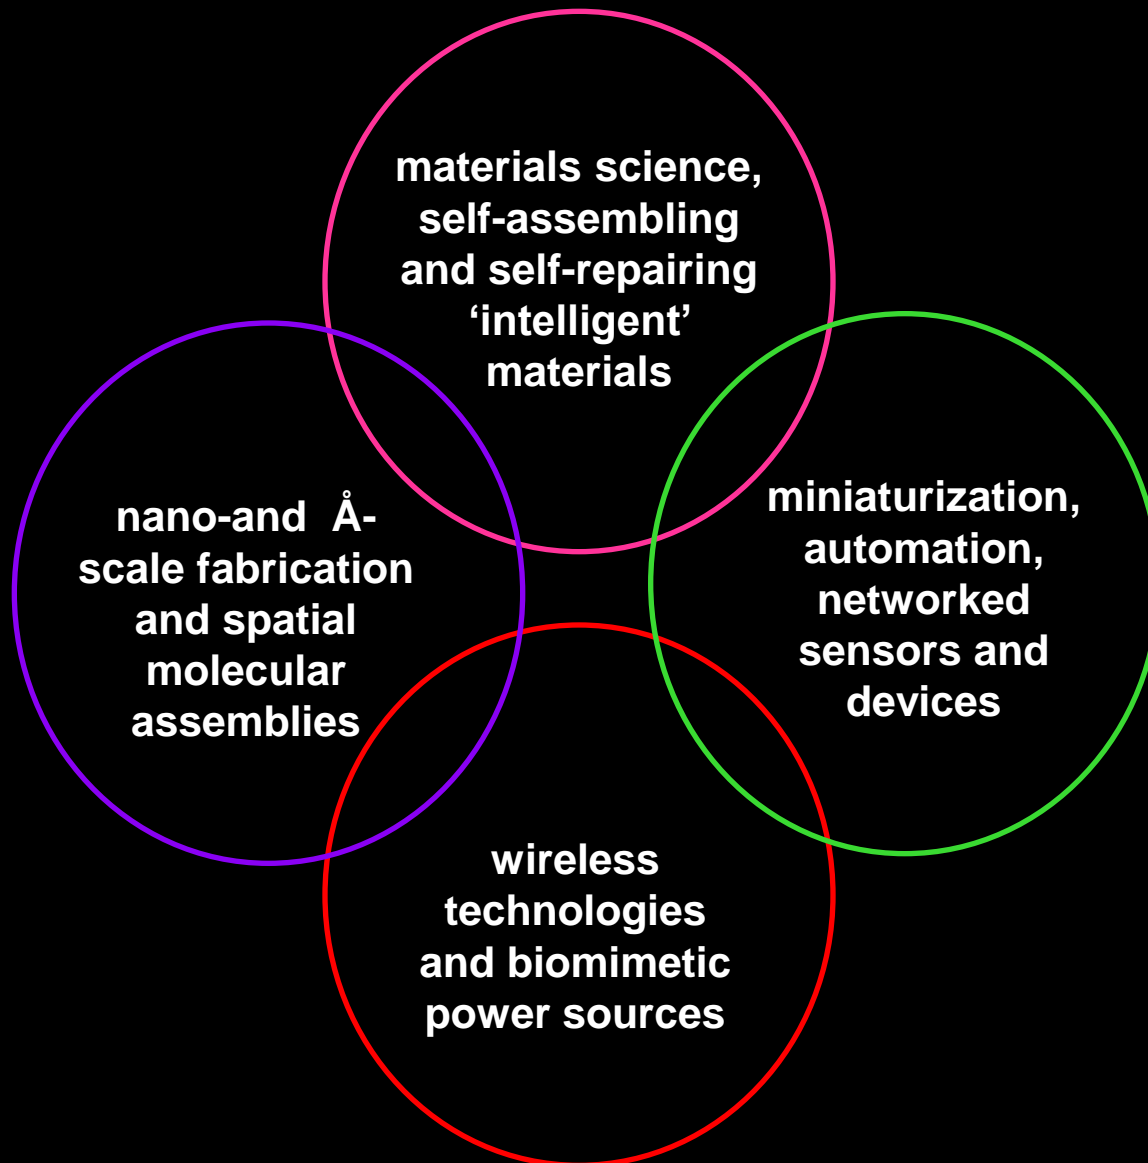 materials science,
self-assembling
and self-repairing
‘intelligent’
materials
nano-and Å-
scale fabrication
and spatial
molecular
assemblies
miniaturization,
automation,
networked
sensors and
devices
wireless
technologies
and biomimetic
power sources